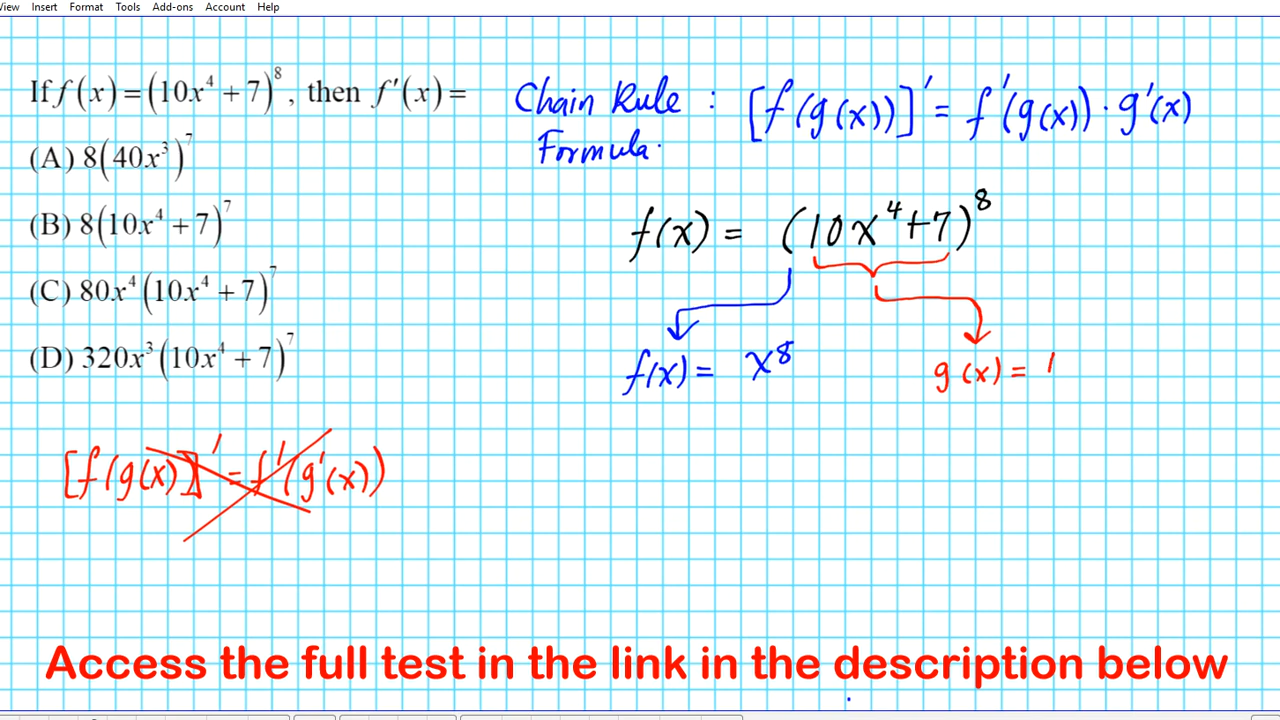 View Insert Format Tools Add-ons Account Help
If f(x) = (10x⁴ + 7)⁸, then f'(x) =
(A) 8(40x³)⁷
(B) 8(10x⁴ + 7)⁷
(C) 80x⁴(10x⁴ + 7)⁷
(D) 320x³(10x⁴ + 7)⁷
Chain Rule : [f(g(x))]' = f'(g(x)) · g'(x)
Formula.
f(x) = (10x⁴+7)⁸
f(x) = x⁸
g(x) = 1
[f(g(x)]' = f'(g'(x))
Access the full test in the link in the description below